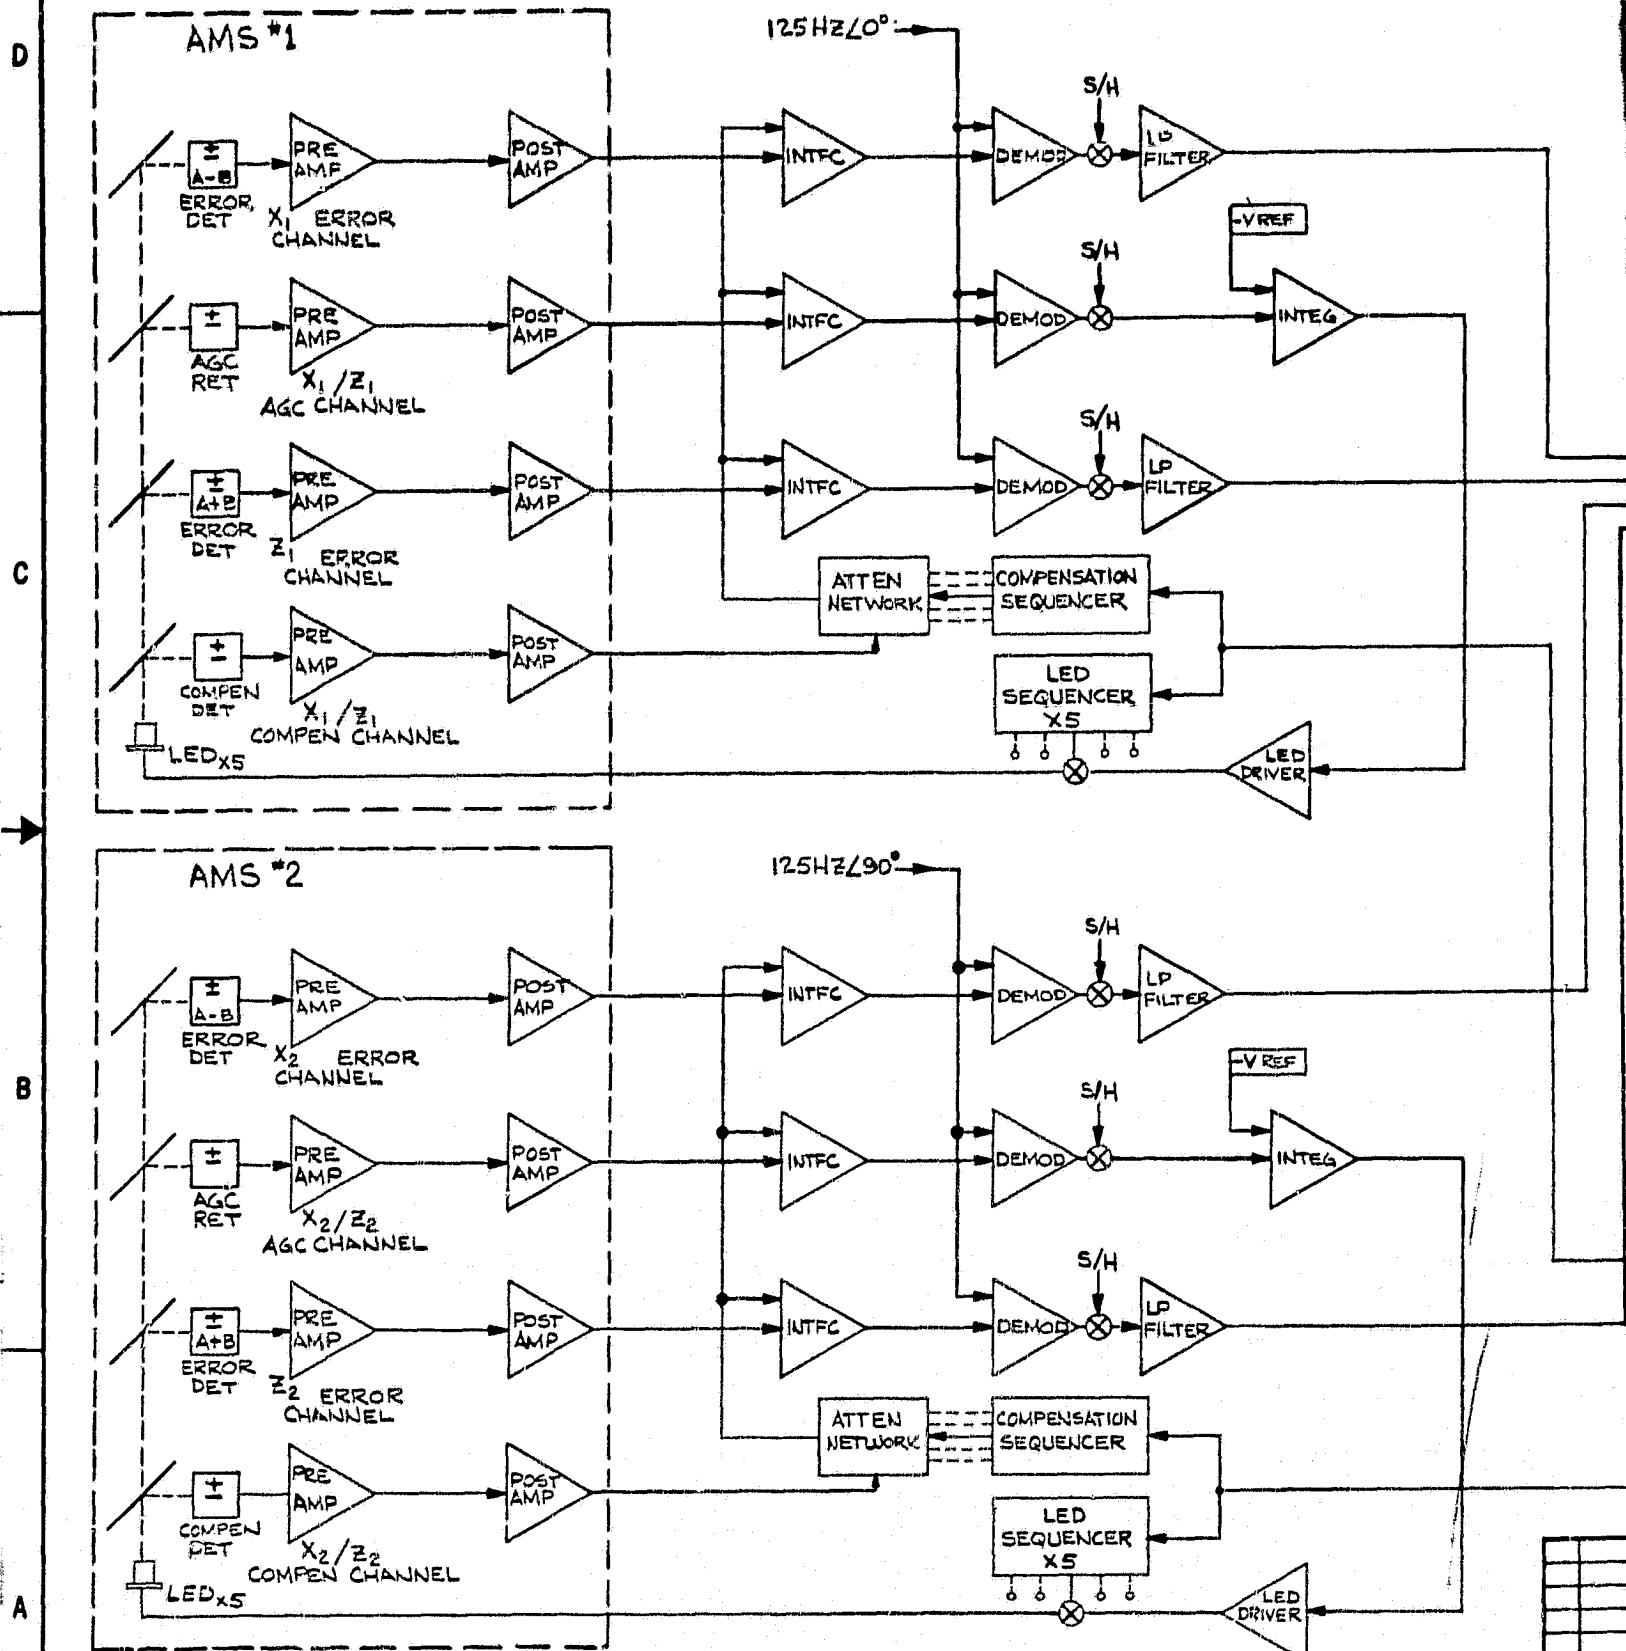 D
AMS #1
125HZ∠0°
S/H
±
A-B
ERROR
DET
PRE
AMP
X1 ERROR
CHANNEL
POST
AMP
INTFC
DEMOD
LP
FILTER
-VREF
S/H
±
AGC
RET
PRE
AMP
X1/Z1
AGC CHANNEL
POST
AMP
INTFC
DEMOD
INTEG
S/H
±
A+B
ERROR
DET
PRE
AMP
Z1 ERROR
CHANNEL
POST
AMP
INTFC
DEMOD
LP
FILTER
C
ATTEN
NETWORK
COMPENSATION
SEQUENCER
±
COMPEN
DET
PRE
AMP
X1/Z1
COMPEN CHANNEL
POST
AMP
LED
SEQUENCER
X5
LEDX5
LED
DRIVER
AMS #2
125HZ∠90°
S/H
±
A-B
ERROR
DET
PRE
AMP
X2 ERROR
CHANNEL
POST
AMP
INTFC
DEMOD
LP
FILTER
B
-VREF
S/H
±
AGC
RET
PRE
AMP
X2/Z2
AGC CHANNEL
POST
AMP
INTFC
DEMOD
INTEG
S/H
±
A+B
ERROR
DET
PRE
AMP
Z2 ERROR
CHANNEL
POST
AMP
INTFC
DEMOD
LP
FILTER
ATTEN
NETWORK
COMPENSATION
SEQUENCER
±
COMPEN
DET
PRE
AMP
X2/Z2
COMPEN CHANNEL
POST
AMP
LED
SEQUENCER
X5
A
LEDX5
LED
DRIVER